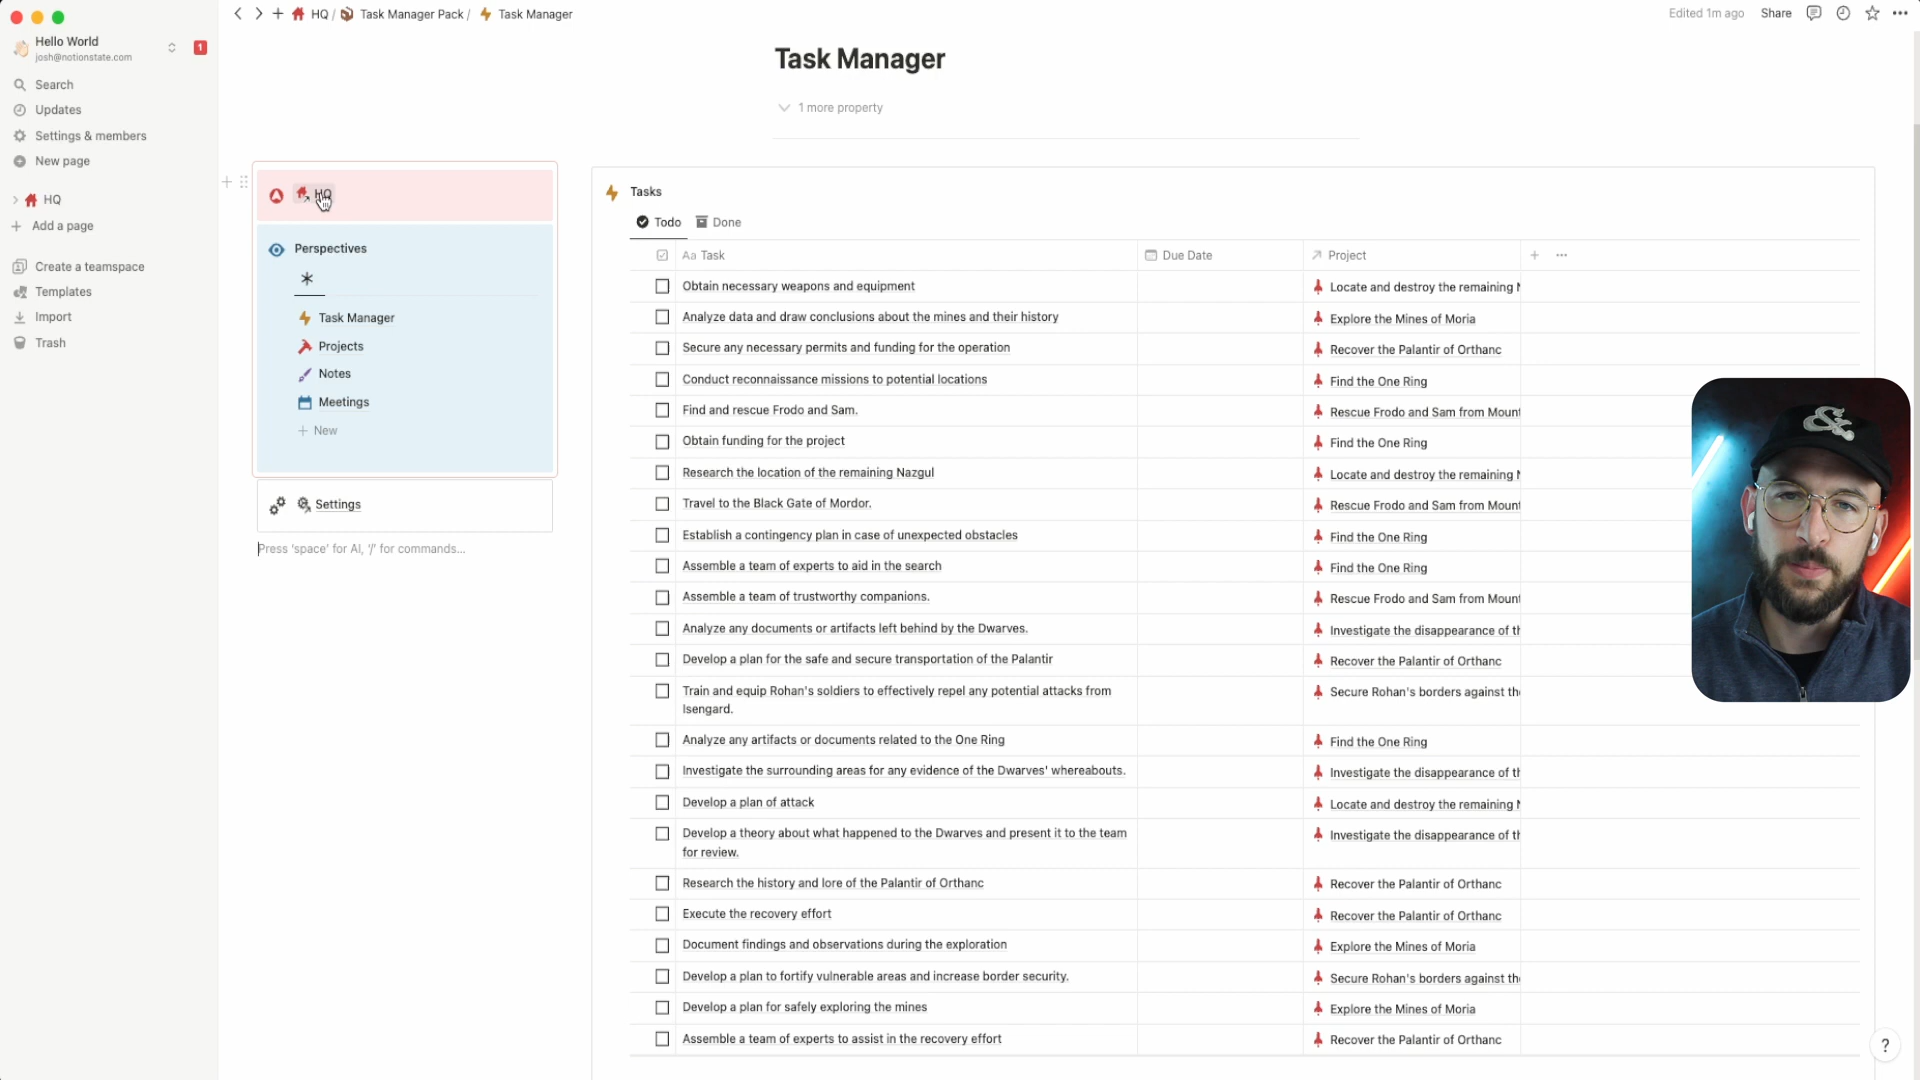 HQ / Task Manager Pack / Task Manager
Edited 1m ago Share
Hello World
josh@notionstate.com
1
Search
Updates
Settings & members
New page
HQ
Add a page
Create a teamspace
Templates
Import
Trash
Task Manager
1 more property
HQ
Perspectives
Task Manager
Projects
Notes
Meetings
New
Settings
Press 'space' for AI, '/' for commands...
Tasks
Todo Done
Aa Task Due Date Project
Obtain necessary weapons and equipment Locate and destroy the remaining
Analyze data and draw conclusions about the mines and their history Explore the Mines of Moria
Secure any necessary permits and funding for the operation Recover the Palantir of Orthanc
Conduct reconnaissance missions to potential locations Find the One Ring
Find and rescue Frodo and Sam. Rescue Frodo and Sam from Mount
Obtain funding for the project Find the One Ring
Research the location of the remaining Nazgul Locate and destroy the remaining
Travel to the Black Gate of Mordor. Rescue Frodo and Sam from Mount
Establish a contingency plan in case of unexpected obstacles Find the One Ring
Assemble a team of experts to aid in the search Find the One Ring
Assemble a team of trustworthy companions. Rescue Frodo and Sam from Mount
Analyze any documents or artifacts left behind by the Dwarves. Investigate the disappearance of th
Develop a plan for the safe and secure transportation of the Palantir Recover the Palantir of Orthanc
Train and equip Rohan's soldiers to effectively repel any potential attacks from Secure Rohan's borders against the
Isengard.
Analyze any artifacts or documents related to the One Ring Find the One Ring
Investigate the surrounding areas for any evidence of the Dwarves' whereabouts. Investigate the disappearance of th
Develop a plan of attack Locate and destroy the remaining
Develop a theory about what happened to the Dwarves and present it to the team Investigate the disappearance of th
for review.
Research the history and lore of the Palantir of Orthanc Recover the Palantir of Orthanc
Execute the recovery effort Recover the Palantir of Orthanc
Document findings and observations during the exploration Explore the Mines of Moria
Develop a plan to fortify vulnerable areas and increase border security. Secure Rohan's borders against the
Develop a plan for safely exploring the mines Explore the Mines of Moria
Assemble a team of experts to assist in the recovery effort Recover the Palantir of Orthanc
&
?